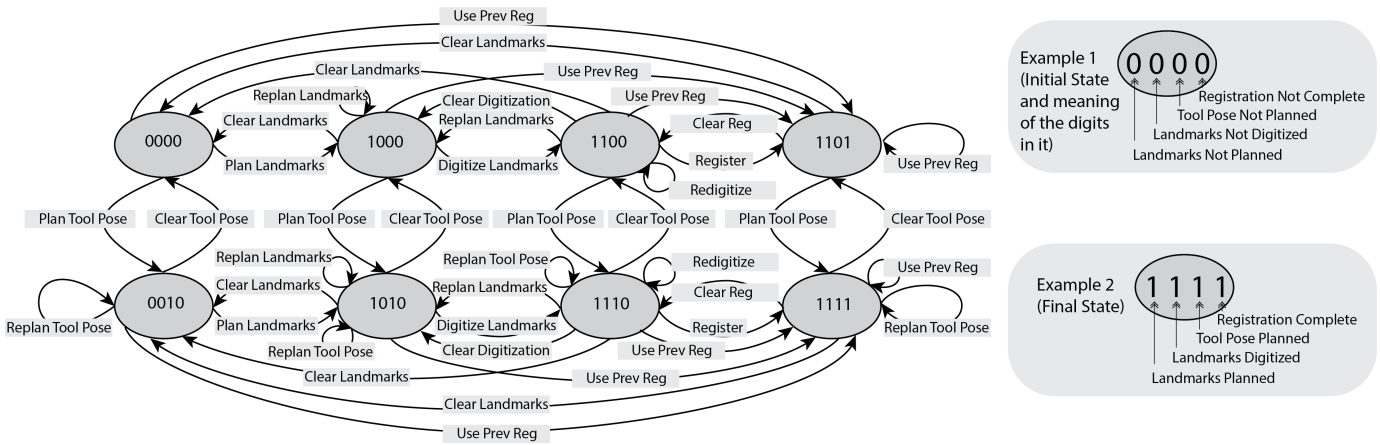 Use Prev Reg
Clear Landmarks
Clear Landmarks
Use Prev Reg
Replan Landmarks
Clear Digitization
Use Prev Reg
Clear Landmarks
Replan Landmarks
Clear Reg
0000
1000
1100
1101
Plan Landmarks
Digitize Landmarks
Register
Use Prev Reg
Redigitize
Plan Tool Pose
Clear Tool Pose
Plan Tool Pose
Clear Tool Pose
Plan Tool Pose
Clear Tool Pose
Plan Tool Pose
Clear Tool Pose
Replan Landmarks
Replan Tool Pose
Redigitize
Use Prev Reg
Clear Landmarks
Replan Landmarks
Clear Reg
0010
1010
1110
1111
Replan Tool Pose
Plan Landmarks
Digitize Landmarks
Register
Replan Tool Pose
Replan Tool Pose
Clear Digitization
Use Prev Reg
Clear Landmarks
Use Prev Reg
Clear Landmarks
Use Prev Reg
Example 1
(Initial State
and meaning
of the digits
in it)
0 0 0 0
Registration Not Complete
Tool Pose Not Planned
Landmarks Not Digitized
Landmarks Not Planned
Example 2
(Final State)
1 1 1 1
Registration Complete
Tool Pose Planned
Landmarks Digitized
Landmarks Planned